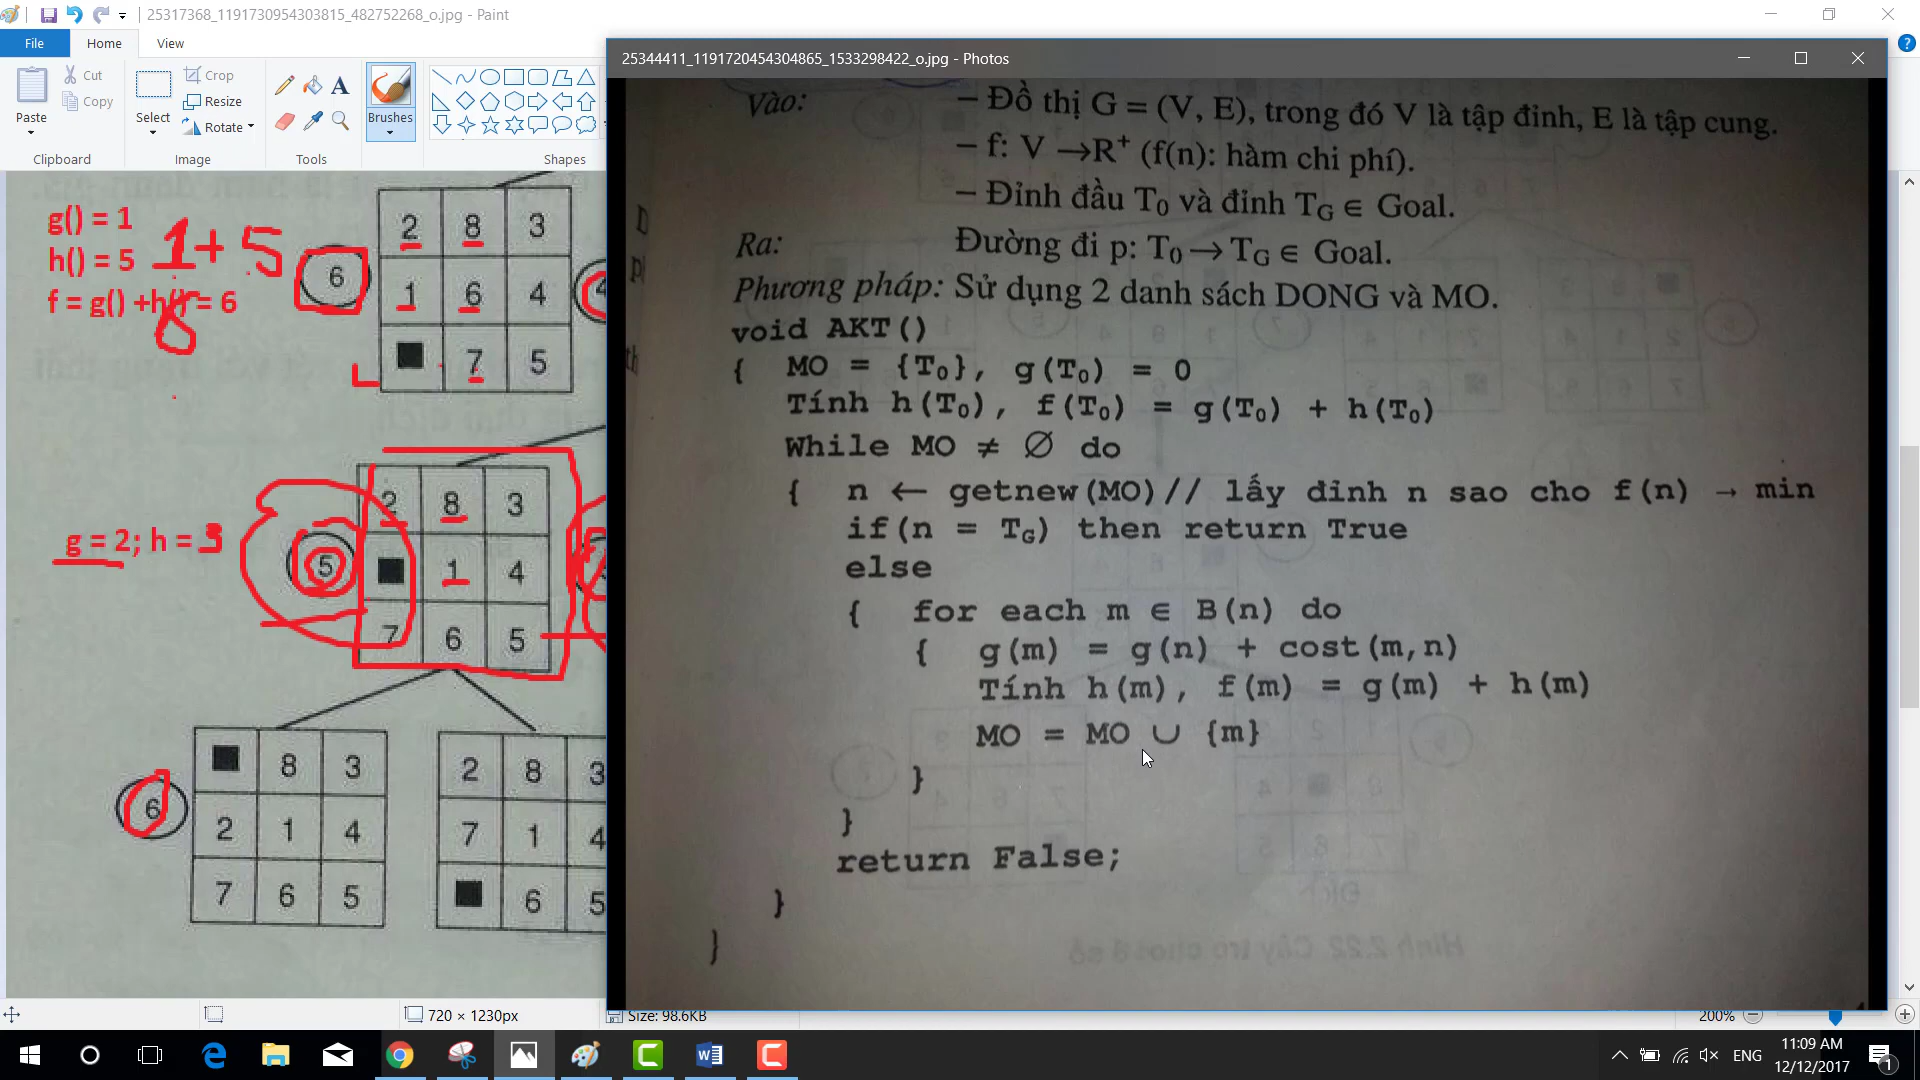 25317368_1191730954303815_482752268_o.jpg - Paint
File Home View
Paste
Cut
Copy
Clipboard
Select
Crop
Resize
Rotate
Image
A
Tools
Brushes
Shapes
g() = 1
h() = 5
f = g() +h() = 6
1+5
6
6
2 8 3
1 6 4
7 5
4
g = 2; h = 3
5
2 8 3
1 4
7 6 5
6
8 3
2 1 4
7 6 5
2 8 3
7 1 4
6 5
25344411_1191720454304865_1533298422_o.jpg - Photos
Vào: – Đồ thị G = (V, E), trong đó V là tập đỉnh, E là tập cung.
– f: V →R⁺ (f(n): hàm chi phí).
– Đỉnh đầu T₀ và đỉnh T_G ∈ Goal.
Ra: Đường đi p: T₀ → T_G ∈ Goal.
Phương pháp: Sử dụng 2 danh sách DONG và MO.
void AKT()
{ MO = {T₀}, g(T₀) = 0
Tính h(T₀), f(T₀) = g(T₀) + h(T₀)
While MO ≠ ∅ do
{ n ← getnew(MO)// lấy đỉnh n sao cho f(n) → min
if(n = T_G) then return True
else
{ for each m ∈ B(n) do
{ g(m) = g(n) + cost(m,n)
Tính h(m), f(m) = g(m) + h(m)
MO = MO ∪ {m}
}
}
return False;
}
}
720 × 1230px
Size: 98.6KB
200%
ENG
11:09 AM
12/12/2017
1